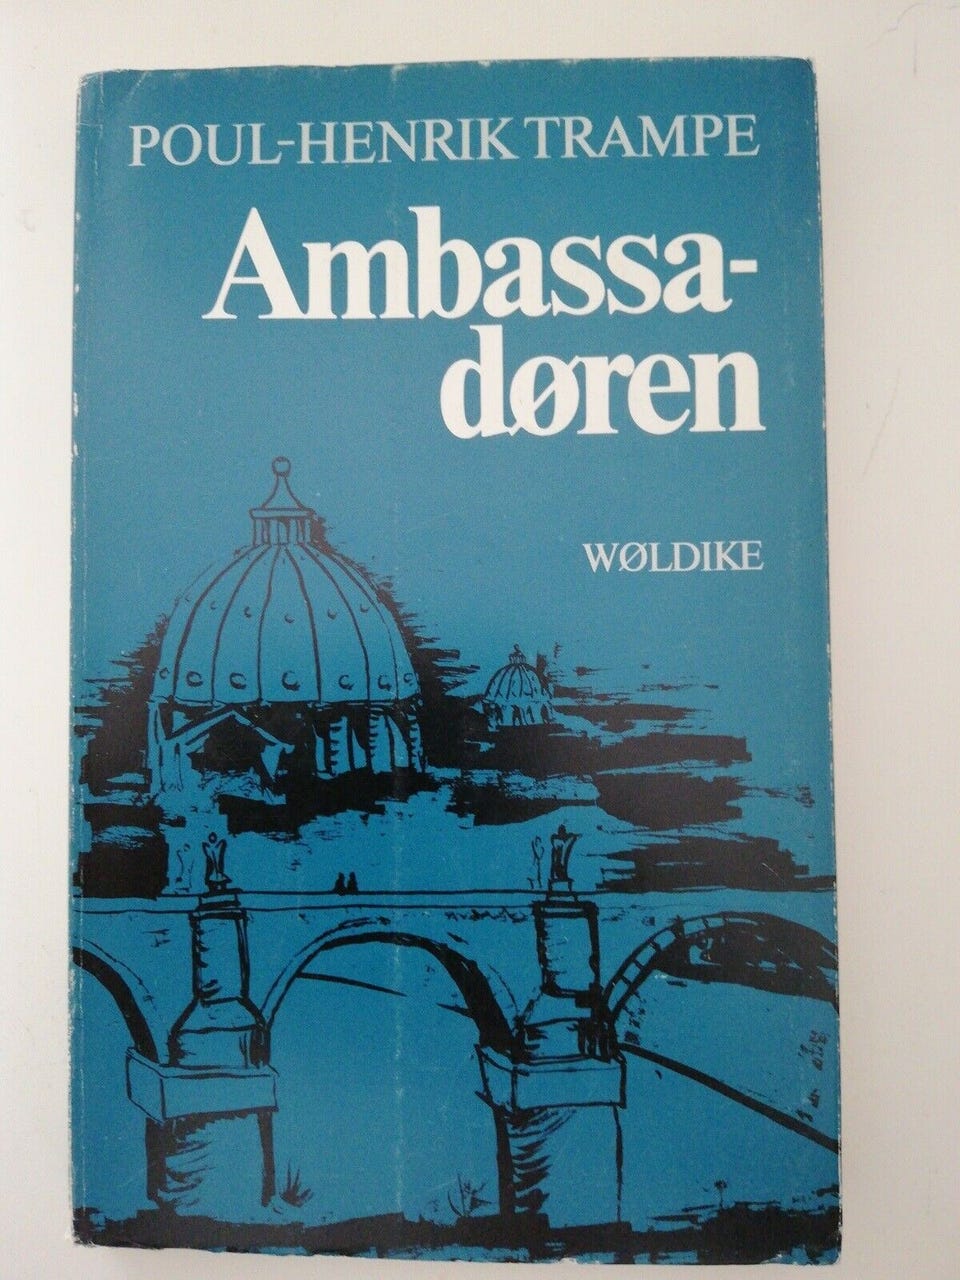 POUL-HENRIK TRAMPE
Ambassa-
døren
WØLDIKE